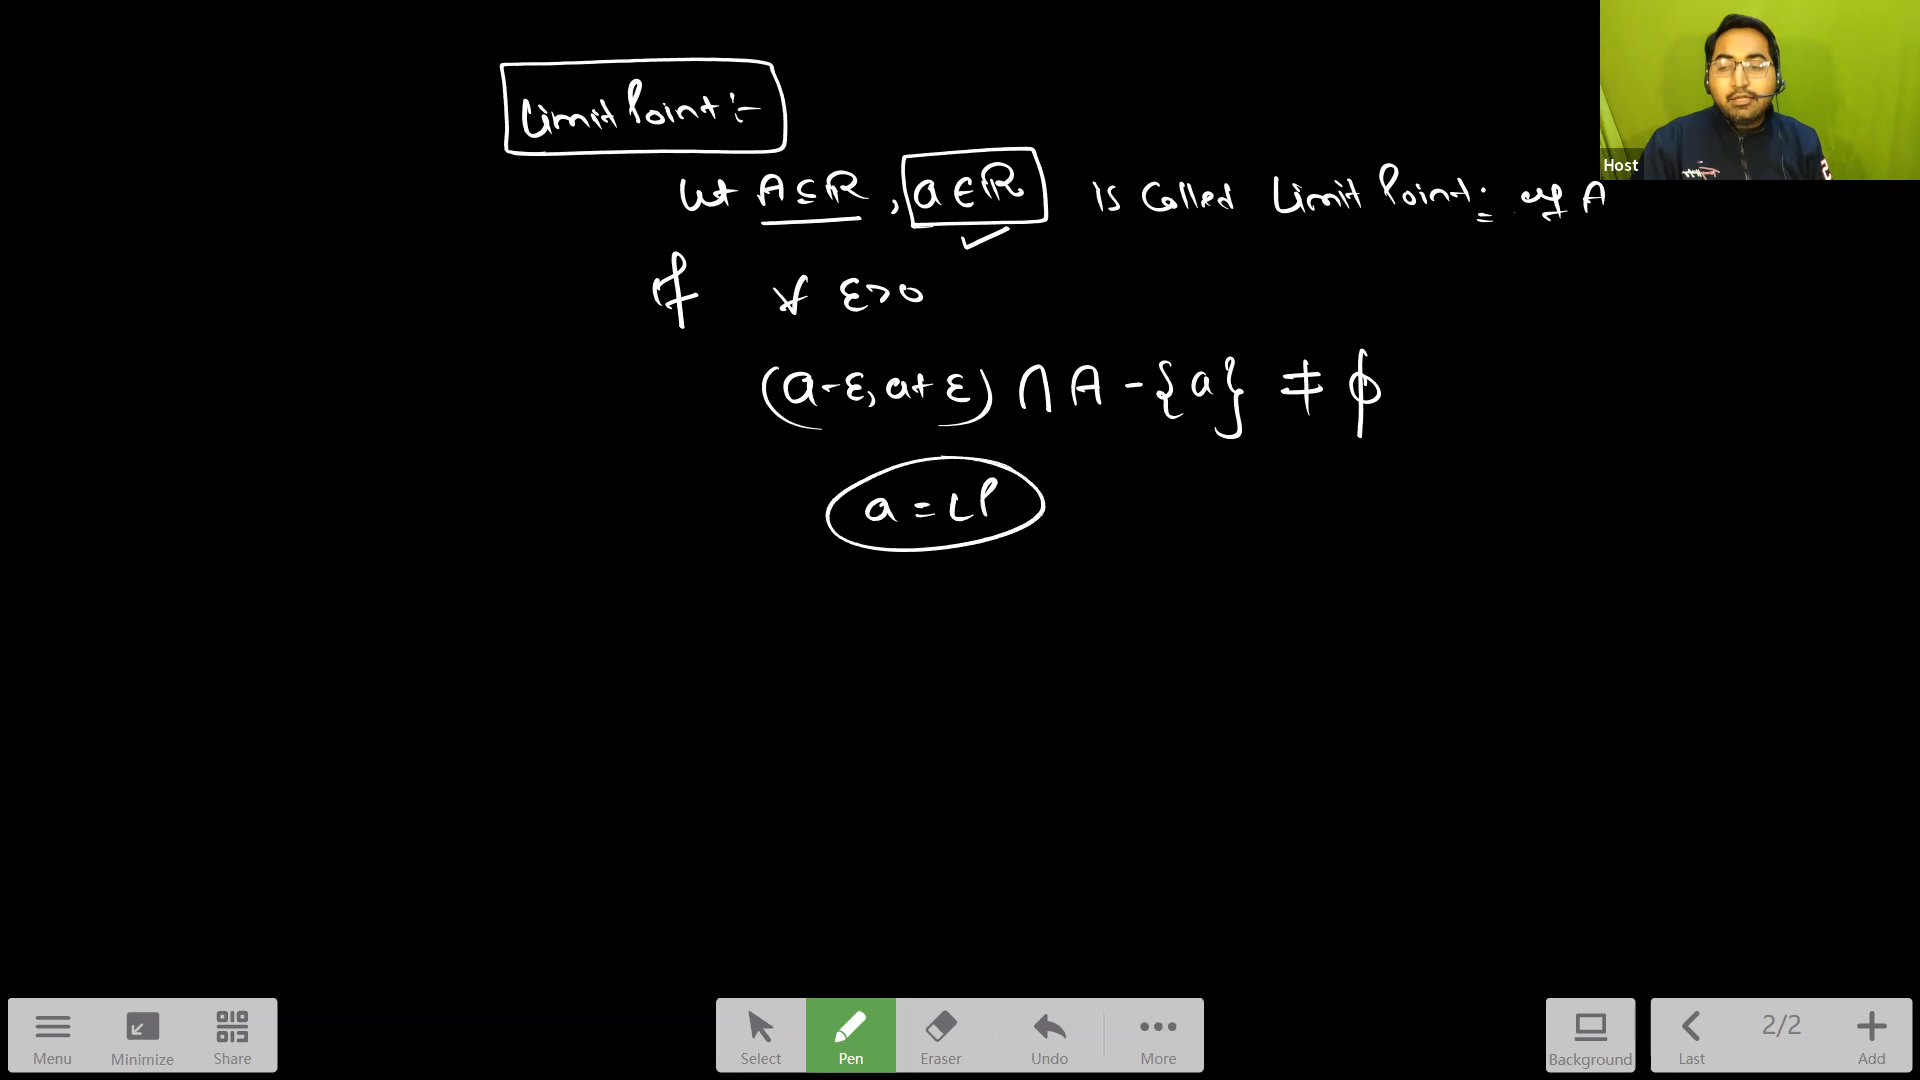 Limit Point :-
Let A ⊆ ℝ , a ∈ ℝ is called Limit Point: of A
Host
If ∀ ε>0
(a-ε, a+ε) ∩ A - {a} ≠ ϕ
a = LP
Menu Minimize Share Select Pen Eraser Undo More Background Last 2/2 Add